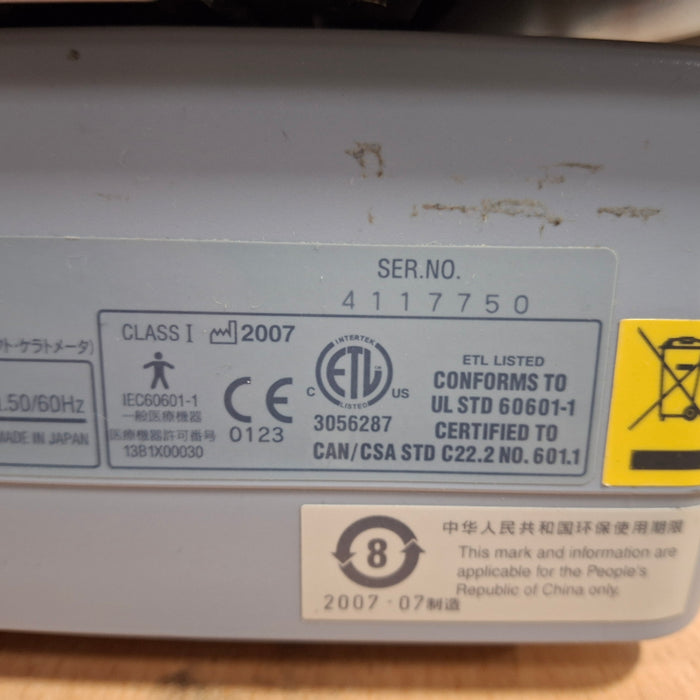 SER.NO.
4117750
ト・ケラトメータ)
50/60Hz
MADE IN JAPAN
CLASS I 2007
IEC60601-1
一般医療機器
医療機器許可番号
13B1X00030
CE
0123
INTERTEK
ETL
LISTED
C US
3056287
ETL LISTED
CONFORMS TO
UL STD 60601-1
CERTIFIED TO
CAN/CSA STD C22.2 NO. 601.1
8
2007・07制造
中华人民共和国环保使用期限
This mark and information are
applicable for the People's
Republic of China only.